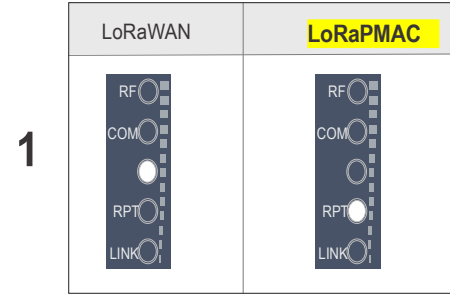 LoRaWAN LoRaPMAC
1
RF RF
COM COM
RPT RPT
LINK LINK